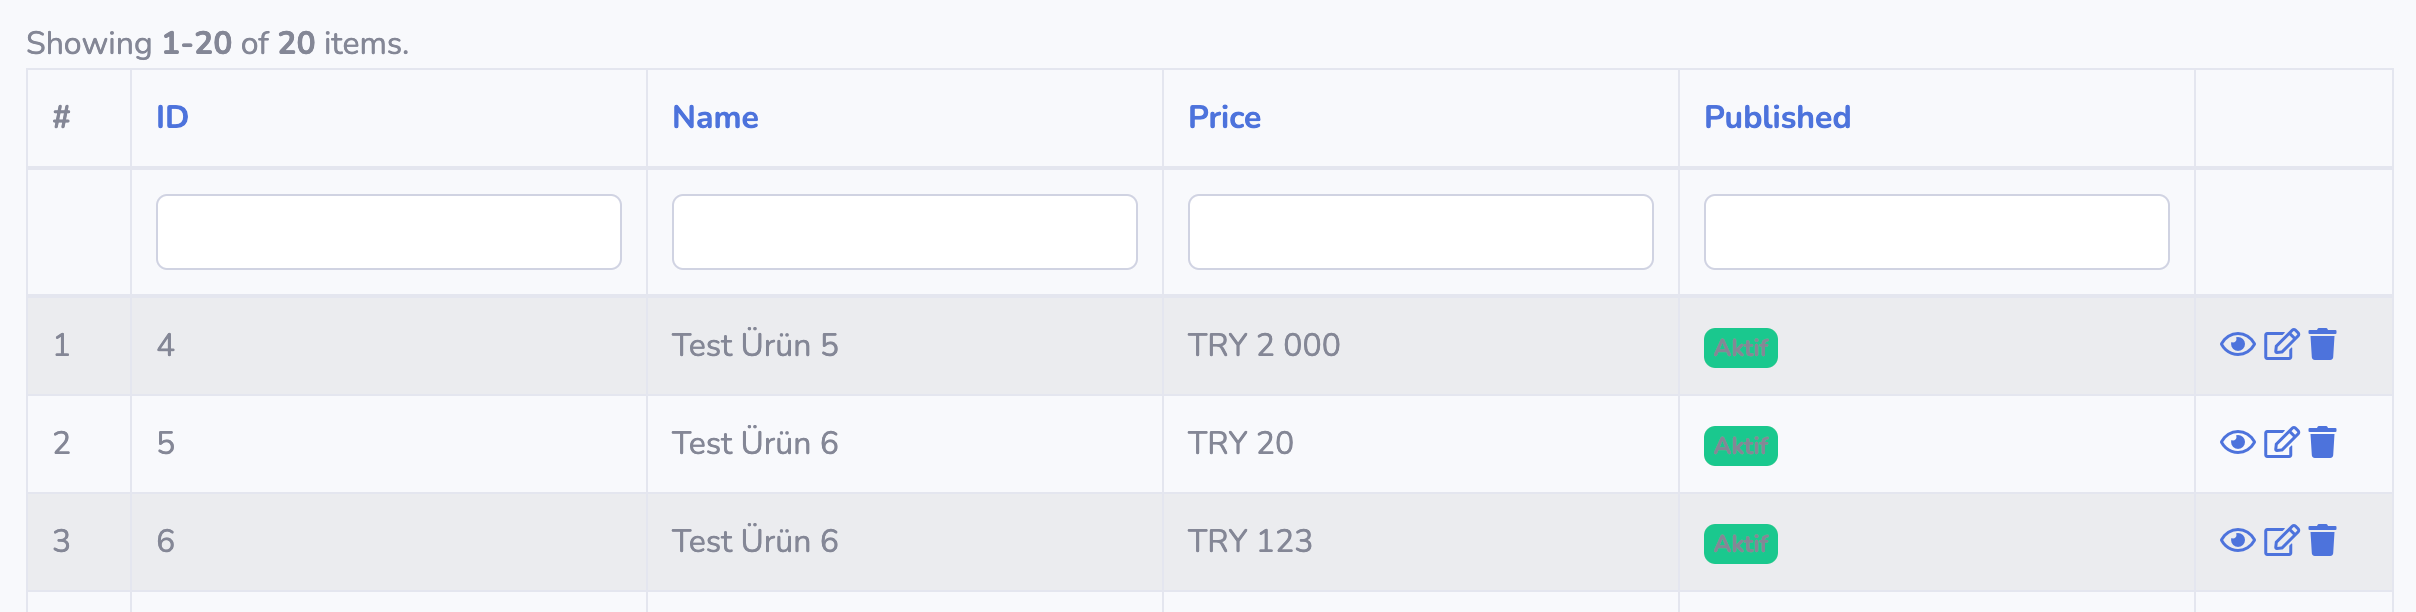 Showing 1-20 of 20 items.
# ID Name Price Published
1 4 Test Ürün 5 TRY 2 000 Aktif
2 5 Test Ürün 6 TRY 20 Aktif
3 6 Test Ürün 6 TRY 123 Aktif